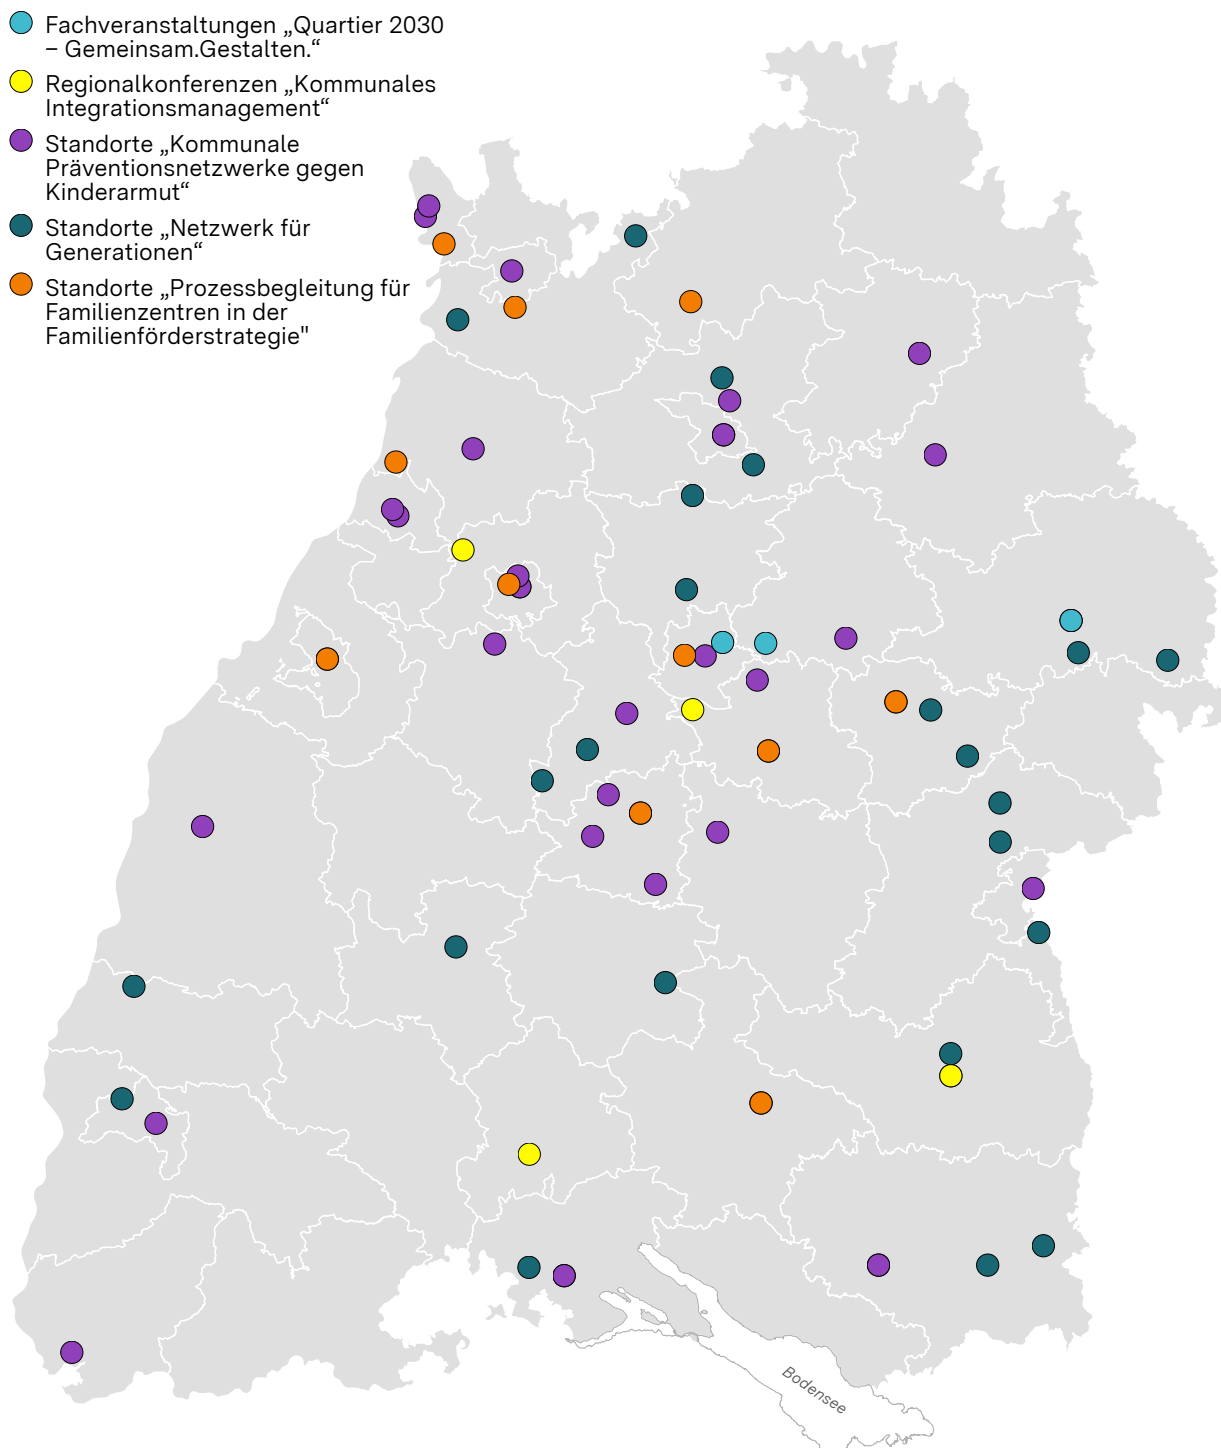 Fachveranstaltungen „Quartier 2030
– Gemeinsam.Gestalten.“
Regionalkonferenzen „Kommunales
Integrationsmanagement“
Standorte „Kommunale
Präventionsnetzwerke gegen
Kinderarmut“
Standorte „Netzwerk für
Generationen“
Standorte „Prozessbegleitung für
Familienzentren in der
Familienförderstrategie"
Bodensee